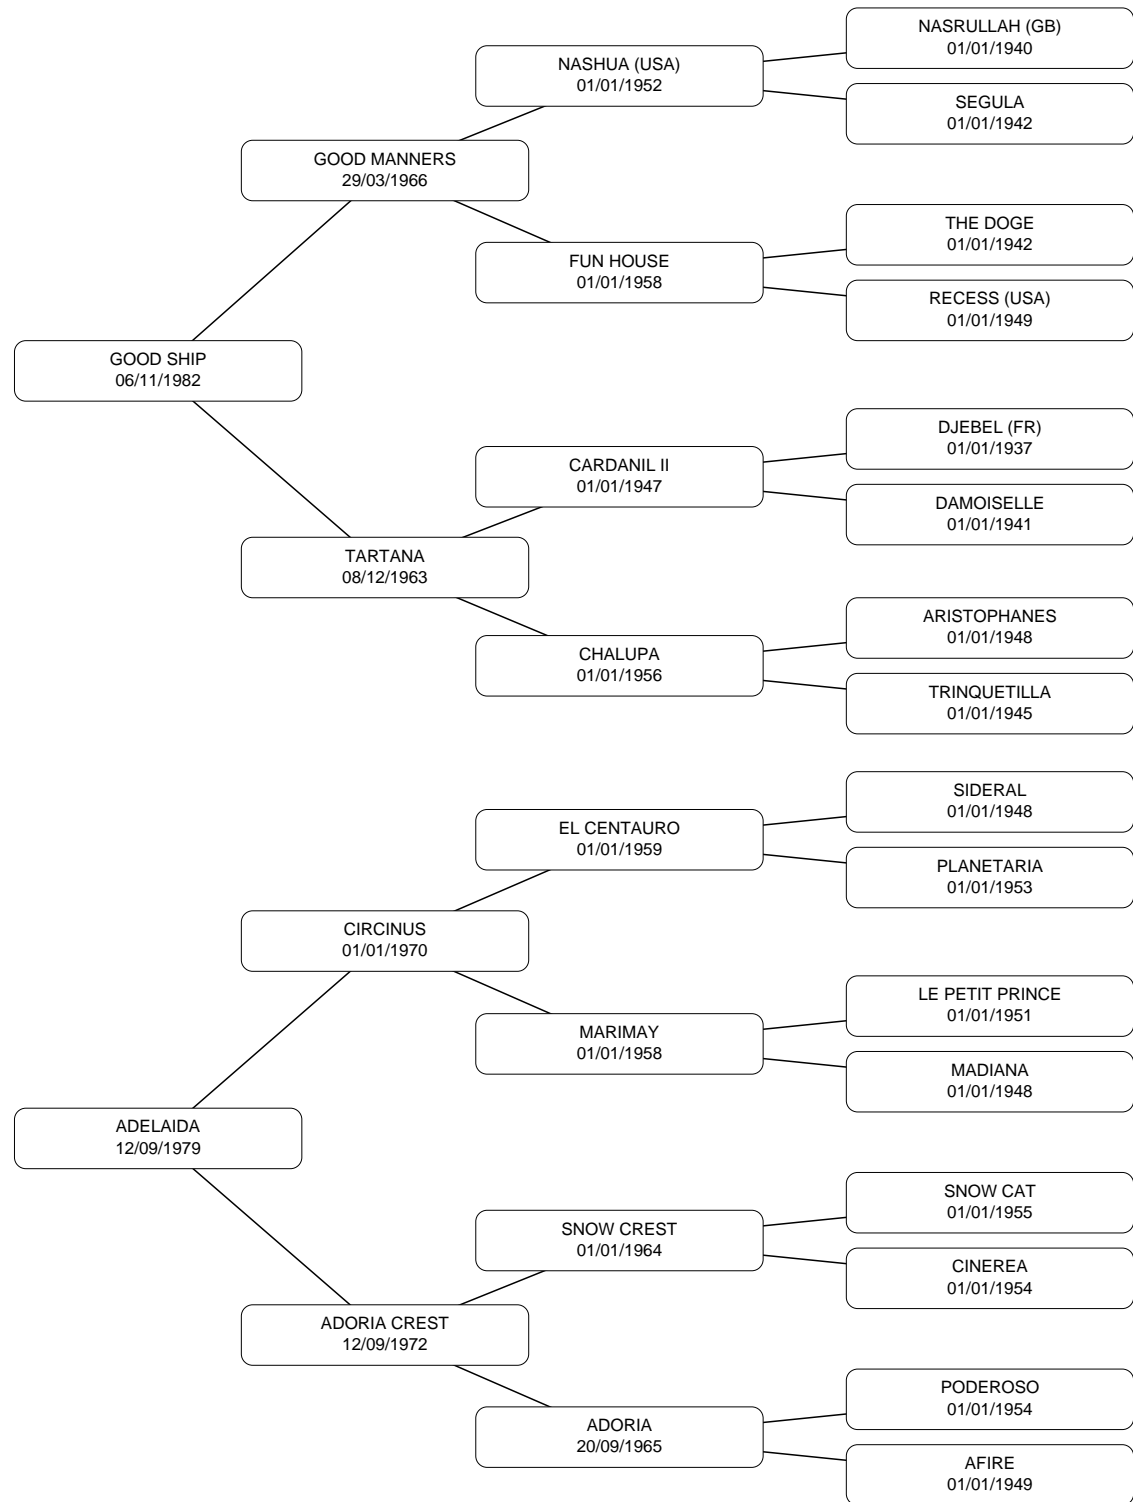 NASRULLAH (GB)
01/01/1940
NASHUA (USA)
01/01/1952
SEGULA
01/01/1942
GOOD MANNERS
29/03/1966
THE DOGE
01/01/1942
FUN HOUSE
01/01/1958
RECESS (USA)
01/01/1949
GOOD SHIP
06/11/1982
DJEBEL (FR)
01/01/1937
CARDANIL II
01/01/1947
DAMOISELLE
01/01/1941
TARTANA
08/12/1963
ARISTOPHANES
01/01/1948
CHALUPA
01/01/1956
TRINQUETILLA
01/01/1945
SIDERAL
01/01/1948
EL CENTAURO
01/01/1959
PLANETARIA
01/01/1953
CIRCINUS
01/01/1970
LE PETIT PRINCE
01/01/1951
MARIMAY
01/01/1958
MADIANA
01/01/1948
ADELAIDA
12/09/1979
SNOW CAT
01/01/1955
SNOW CREST
01/01/1964
CINEREA
01/01/1954
ADORIA CREST
12/09/1972
PODEROSO
01/01/1954
ADORIA
20/09/1965
AFIRE
01/01/1949